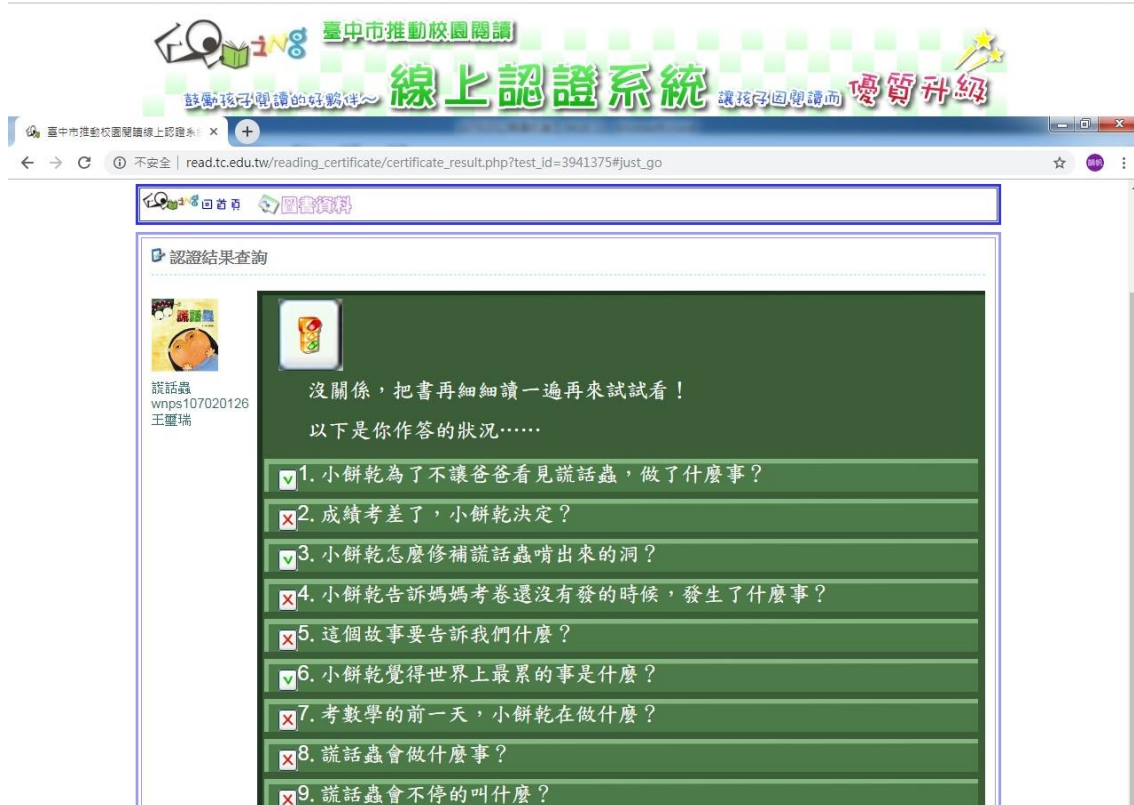 臺中市推動校園閱讀
鼓勵孩子閱讀的好夥伴～ 線上認證系統 讓孩子因閱讀而 優質升級
臺中市推動校園閱讀線上認證系
不安全 | read.tc.edu.tw/reading_certificate/certificate_result.php?test_id=3941375#just_go
回首頁 圖書資料
認證結果查詢
謊話蟲
謊話蟲
wnps107020126
王璽瑞
沒關係，把書再細細讀一遍再來試試看！
以下是你作答的狀況……
1. 小餅乾為了不讓爸爸看見謊話蟲，做了什麼事？
2. 成績考差了，小餅乾決定？
3. 小餅乾怎麼修補謊話蟲啃出來的洞？
4. 小餅乾告訴媽媽考卷還沒有發的時候，發生了什麼事？
5. 這個故事要告訴我們什麼？
6. 小餅乾覺得世界上最累的事是什麼？
7. 考數學的前一天，小餅乾在做什麼？
8. 謊話蟲會做什麼事？
9. 謊話蟲會不停的叫什麼？